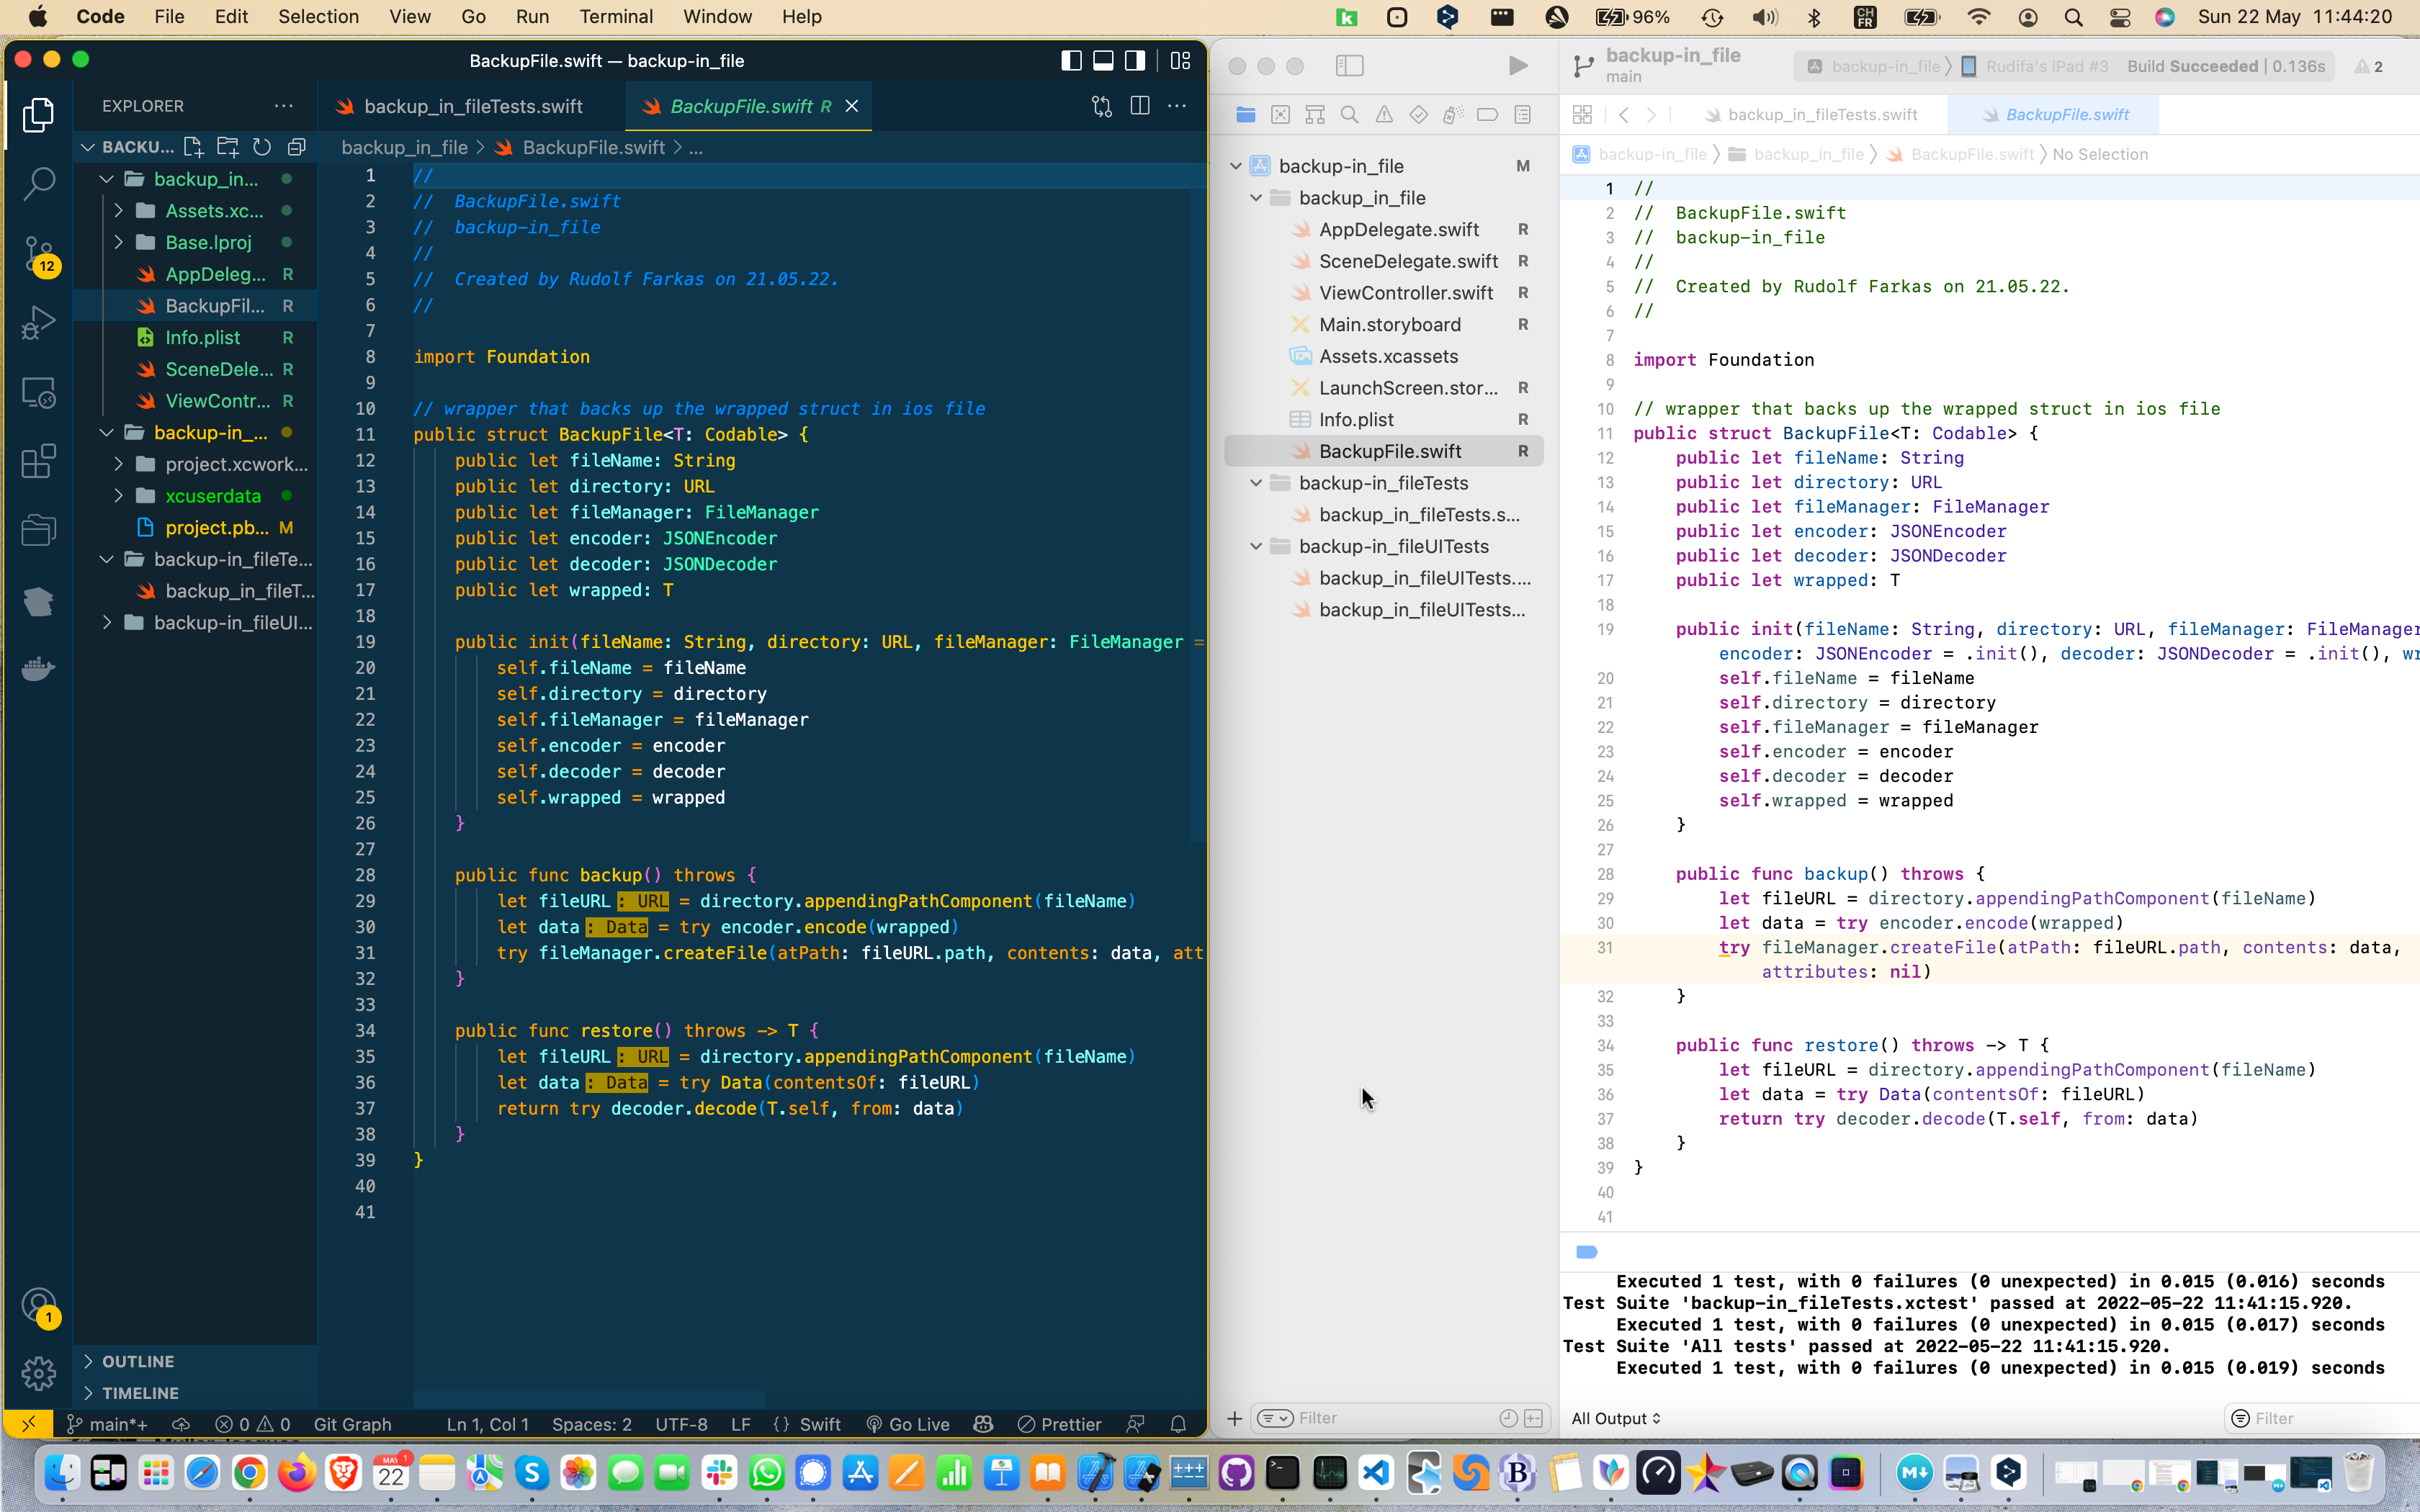 Code File Edit Selection View Go Run Terminal Window Help
96% CH FR Sun 22 May 11:44:20
BackupFile.swift — backup-in_file
EXPLORER
backup_in_fileTests.swift
BackupFile.swift R
BACKU...
backup_in_file > BackupFile.swift > ...
backup_in...
Assets.xc...
Base.lproj
AppDeleg... R
BackupFil... R
Info.plist R
SceneDele... R
ViewContr... R
backup-in_...
project.xcwork...
xcuserdata
project.pb... M
backup-in_fileTe...
backup_in_fileT...
backup-in_fileUI...
12
1
OUTLINE
TIMELINE
1 //
2 //  BackupFile.swift
3 //  backup-in_file
4 //
5 //  Created by Rudolf Farkas on 21.05.22.
6 //
7
8 import Foundation
9
10 // wrapper that backs up the wrapped struct in ios file
11 public struct BackupFile<T: Codable> {
12     public let fileName: String
13     public let directory: URL
14     public let fileManager: FileManager
15     public let encoder: JSONEncoder
16     public let decoder: JSONDecoder
17     public let wrapped: T
18
19     public init(fileName: String, directory: URL, fileManager: FileManager =
20         self.fileName = fileName
21         self.directory = directory
22         self.fileManager = fileManager
23         self.encoder = encoder
24         self.decoder = decoder
25         self.wrapped = wrapped
26     }
27
28     public func backup() throws {
29         let fileURL: URL = directory.appendingPathComponent(fileName)
30         let data: Data = try encoder.encode(wrapped)
31         try fileManager.createFile(atPath: fileURL.path, contents: data, att
32     }
33
34     public func restore() throws -> T {
35         let fileURL: URL = directory.appendingPathComponent(fileName)
36         let data: Data = try Data(contentsOf: fileURL)
37         return try decoder.decode(T.self, from: data)
38     }
39 }
40
41
main*+ 0 0 Git Graph Ln 1, Col 1 Spaces: 2 UTF-8 LF {} Swift Go Live Prettier
backup-in_file
main
backup-in_file > Rudifa's iPad #3 Build Succeeded | 0.136s 2
backup_in_fileTests.swift
BackupFile.swift
backup-in_file > backup_in_file > BackupFile.swift > No Selection
backup-in_file M
backup_in_file
AppDelegate.swift R
SceneDelegate.swift R
ViewController.swift R
Main.storyboard R
Assets.xcassets
LaunchScreen.stor... R
Info.plist R
BackupFile.swift R
backup-in_fileTests
backup_in_fileTests.s...
backup-in_fileUITests
backup_in_fileUITests....
backup_in_fileUITests...
Filter
1 //
2 //  BackupFile.swift
3 //  backup-in_file
4 //
5 //  Created by Rudolf Farkas on 21.05.22.
6 //
7
8 import Foundation
9
10 // wrapper that backs up the wrapped struct in ios file
11 public struct BackupFile<T: Codable> {
12     public let fileName: String
13     public let directory: URL
14     public let fileManager: FileManager
15     public let encoder: JSONEncoder
16     public let decoder: JSONDecoder
17     public let wrapped: T
18
19     public init(fileName: String, directory: URL, fileManager: FileManager
encoder: JSONEncoder = .init(), decoder: JSONDecoder = .init(), wr
20         self.fileName = fileName
21         self.directory = directory
22         self.fileManager = fileManager
23         self.encoder = encoder
24         self.decoder = decoder
25         self.wrapped = wrapped
26     }
27
28     public func backup() throws {
29         let fileURL = directory.appendingPathComponent(fileName)
30         let data = try encoder.encode(wrapped)
31         try fileManager.createFile(atPath: fileURL.path, contents: data,
attributes: nil)
32     }
33
34     public func restore() throws -> T {
35         let fileURL = directory.appendingPathComponent(fileName)
36         let data = try Data(contentsOf: fileURL)
37         return try decoder.decode(T.self, from: data)
38     }
39 }
40
41
Executed 1 test, with 0 failures (0 unexpected) in 0.015 (0.016) seconds
Test Suite 'backup-in_fileTests.xctest' passed at 2022-05-22 11:41:15.920.
Executed 1 test, with 0 failures (0 unexpected) in 0.015 (0.017) seconds
Test Suite 'All tests' passed at 2022-05-22 11:41:15.920.
Executed 1 test, with 0 failures (0 unexpected) in 0.015 (0.019) seconds
All Output
Filter
MAY
22
1